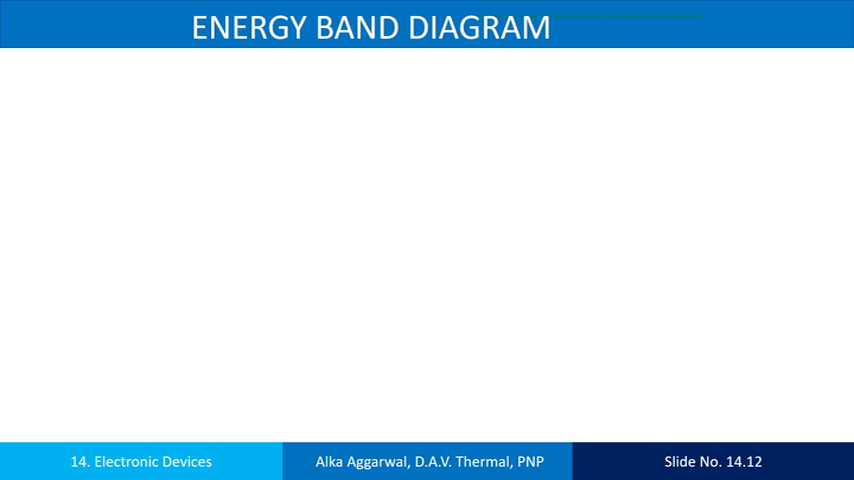 ENERGY BAND DIAGRAM
14. Electronic Devices
Alka Aggarwal, D.A.V. Thermal, PNP
Slide No. 14.12